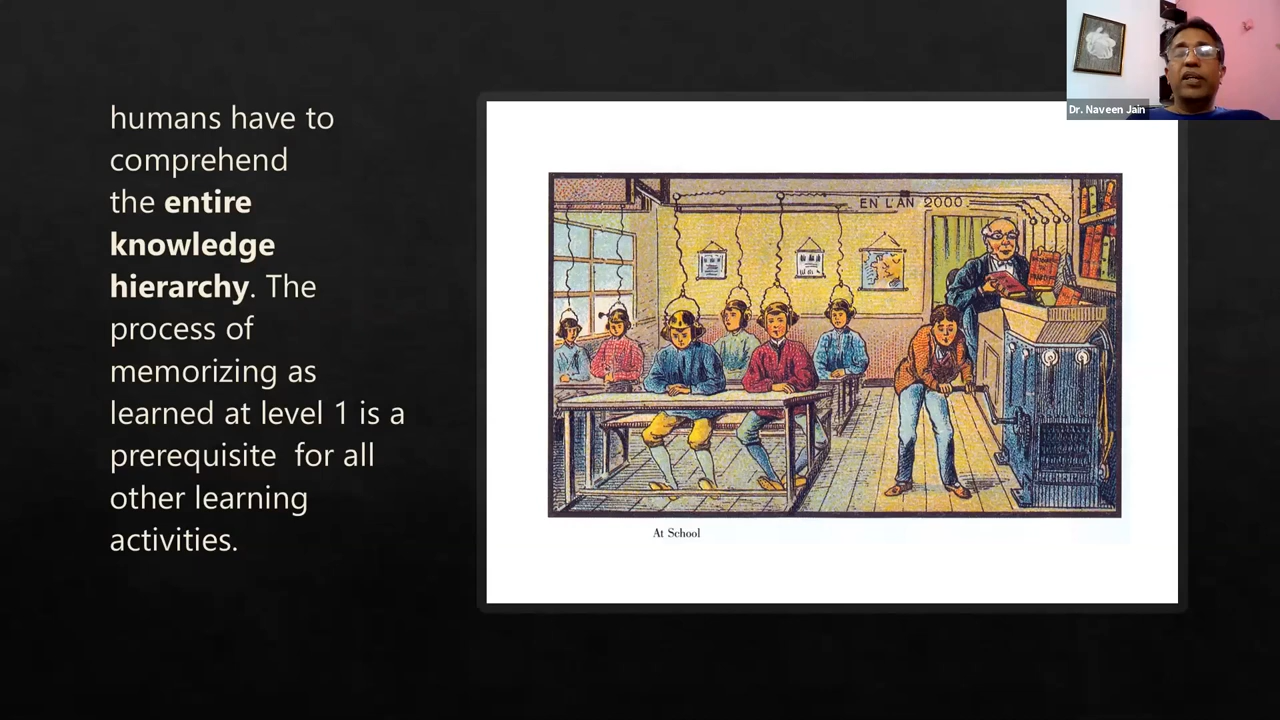 humans have to
comprehend
the entire
knowledge
hierarchy. The
process of
memorizing as
learned at level 1 is a
prerequisite  for all
other learning
activities.
Dr. Naveen Jain
EN L'AN 2000
At School